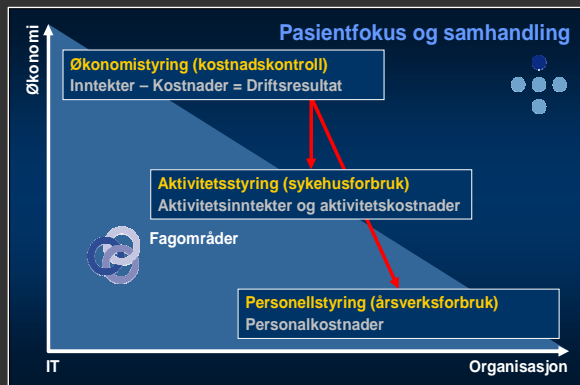 Pasientfokus og samhandling
Økonomi
Økonomistyring (kostnadskontroll)
Inntekter – Kostnader = Driftsresultat
Aktivitetsstyring (sykehusforbruk)
Aktivitetsinntekter og aktivitetskostnader
Fagområder
Personellstyring (årsverksforbruk)
Personalkostnader
IT
Organisasjon